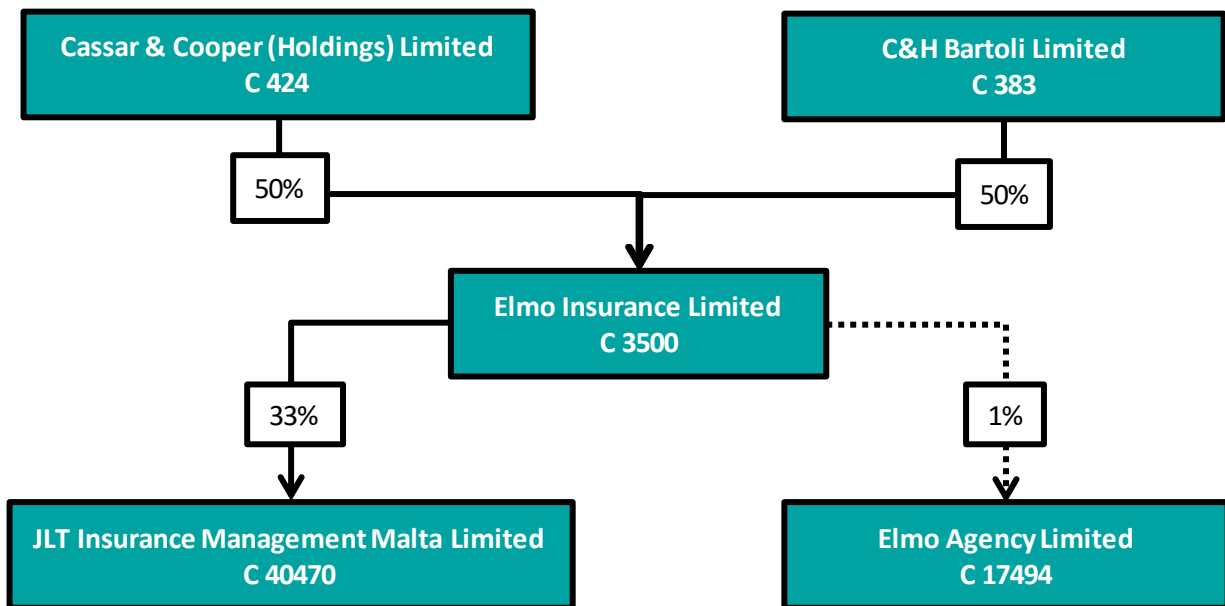 Cassar & Cooper (Holdings) Limited
C 424
C&H Bartoli Limited
C 383
50%
50%
Elmo Insurance Limited
C 3500
33%
1%
JLT Insurance Management Malta Limited
C 40470
Elmo Agency Limited
C 17494